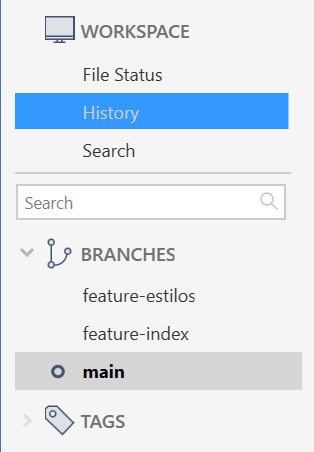 WORKSPACE
File Status
History
Search
Search
BRANCHES
feature-estilos
feature-index
main
TAGS